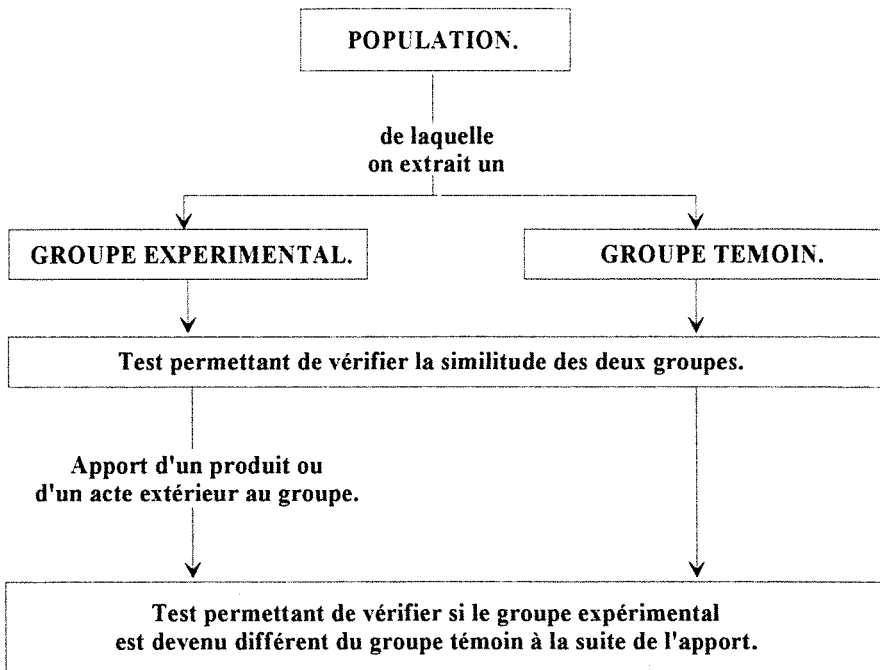 POPULATION.
de laquelle
on extrait un
GROUPE EXPERIMENTAL.
GROUPE TEMOIN.
Test permettant de vérifier la similitude des deux groupes.
Apport d'un produit ou
d'un acte extérieur au groupe.
Test permettant de vérifier si le groupe expérimental
est devenu différent du groupe témoin à la suite de l'apport.